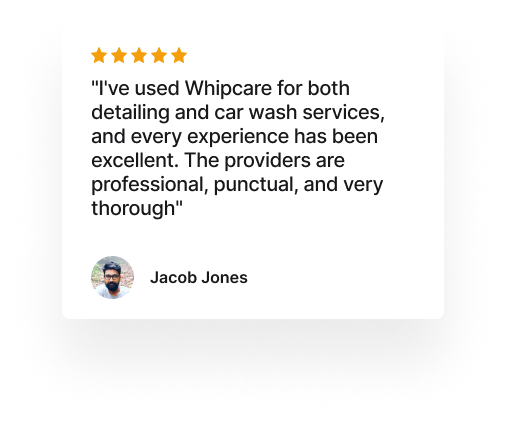 "I've used Whipcare for both
detailing and car wash services,
and every experience has been
excellent. The providers are
professional, punctual, and very
thorough"
Jacob Jones